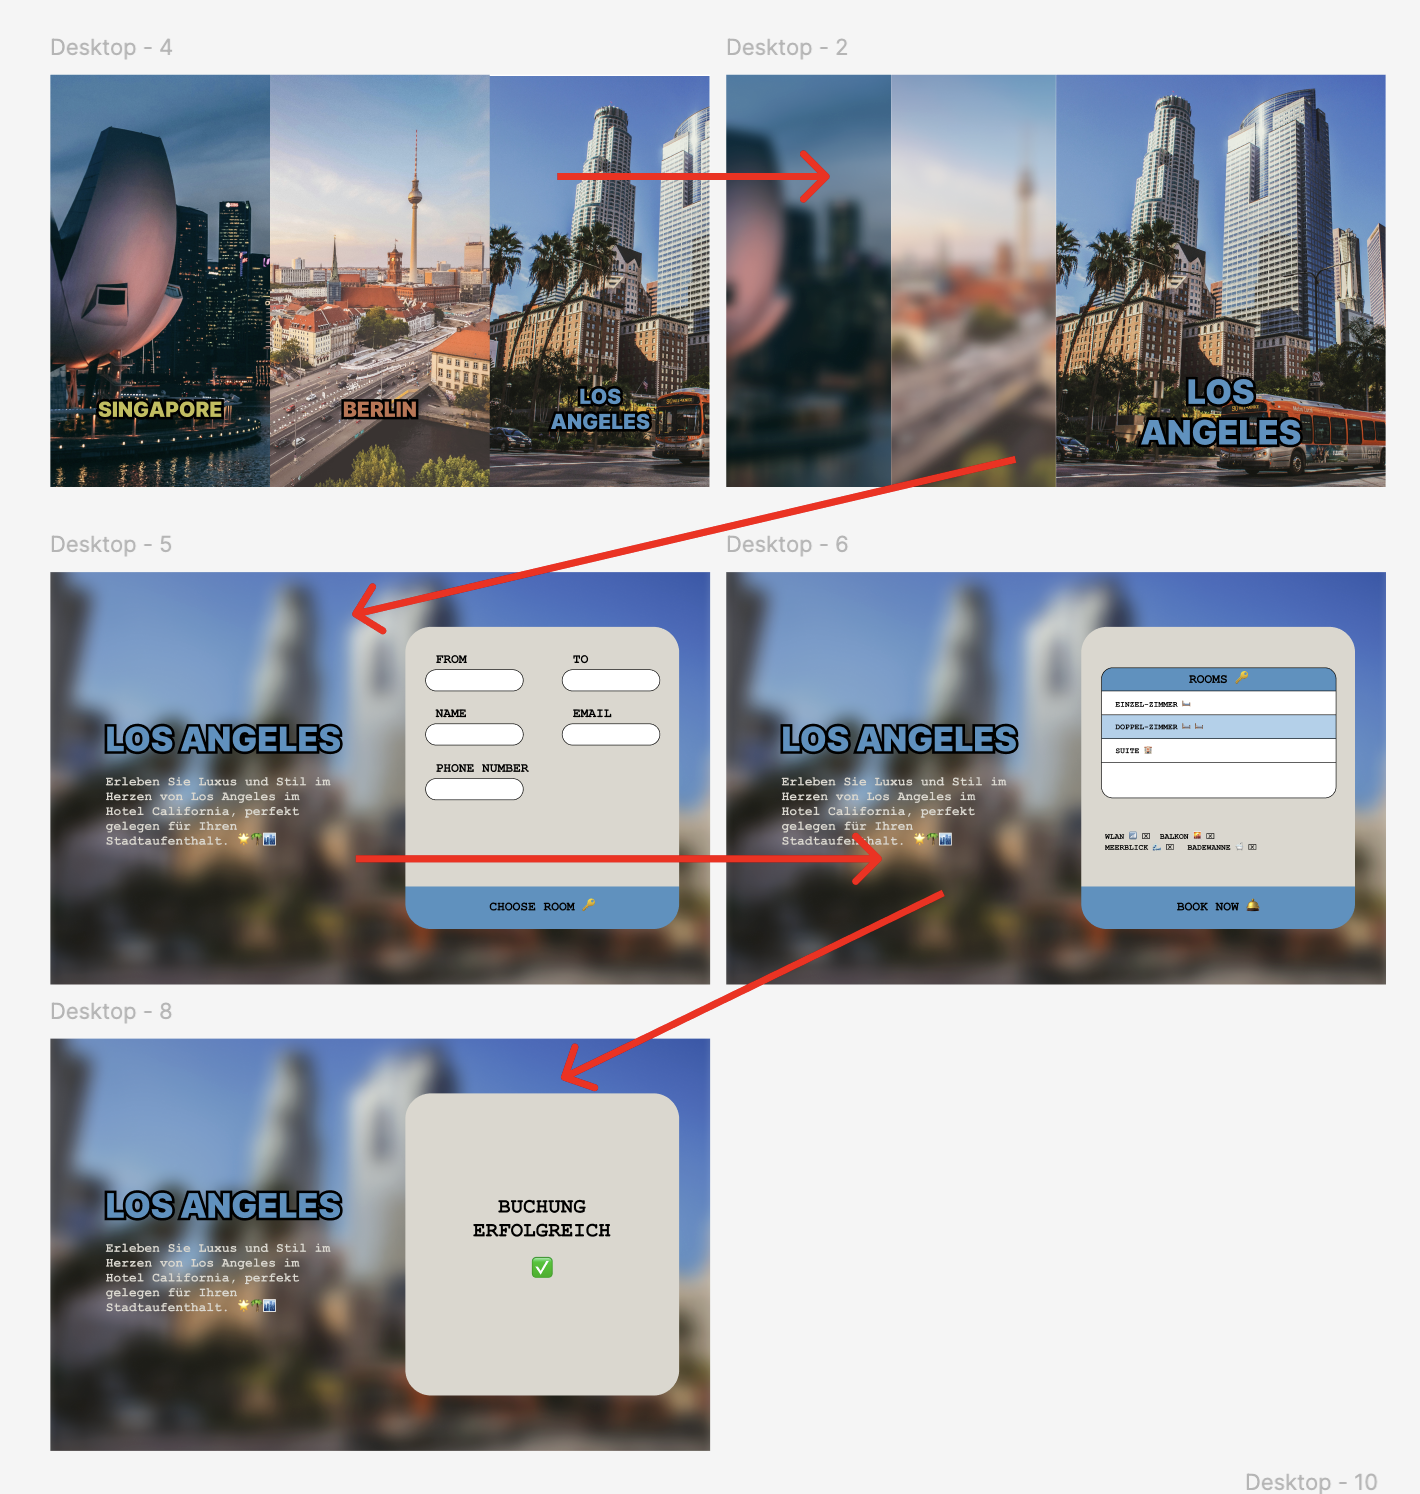 Desktop - 4
Desktop - 2
SINGAPORE
BERLIN
LOS
ANGELES
LOS
ANGELES
Desktop - 5
Desktop - 6
LOS ANGELES
Erleben Sie Luxus und Stil im
Herzen von Los Angeles im
Hotel California, perfekt
gelegen für Ihren
Stadtaufenthalt. 🌟🌴🏙️
FROM
TO
NAME
EMAIL
PHONE NUMBER
CHOOSE ROOM 🔑
LOS ANGELES
Erleben Sie Luxus und Stil im
Herzen von Los Angeles im
Hotel California, perfekt
gelegen für Ihren
Stadtaufenthalt. 🌟🌴🏙️
ROOMS 🔑
EINZEL-ZIMMER 🛏️
DOPPEL-ZIMMER 🛏️ 🛏️
SUITE 🏨
WLAN ☒ BALKON 🌇 ☒
MEERBLICK ☒ BADEWANNE ☒
BOOK NOW 🛎️
Desktop - 8
LOS ANGELES
Erleben Sie Luxus und Stil im
Herzen von Los Angeles im
Hotel California, perfekt
gelegen für Ihren
Stadtaufenthalt. 🌟🌴🏙️
BUCHUNG
ERFOLGREICH
✅
Desktop - 10